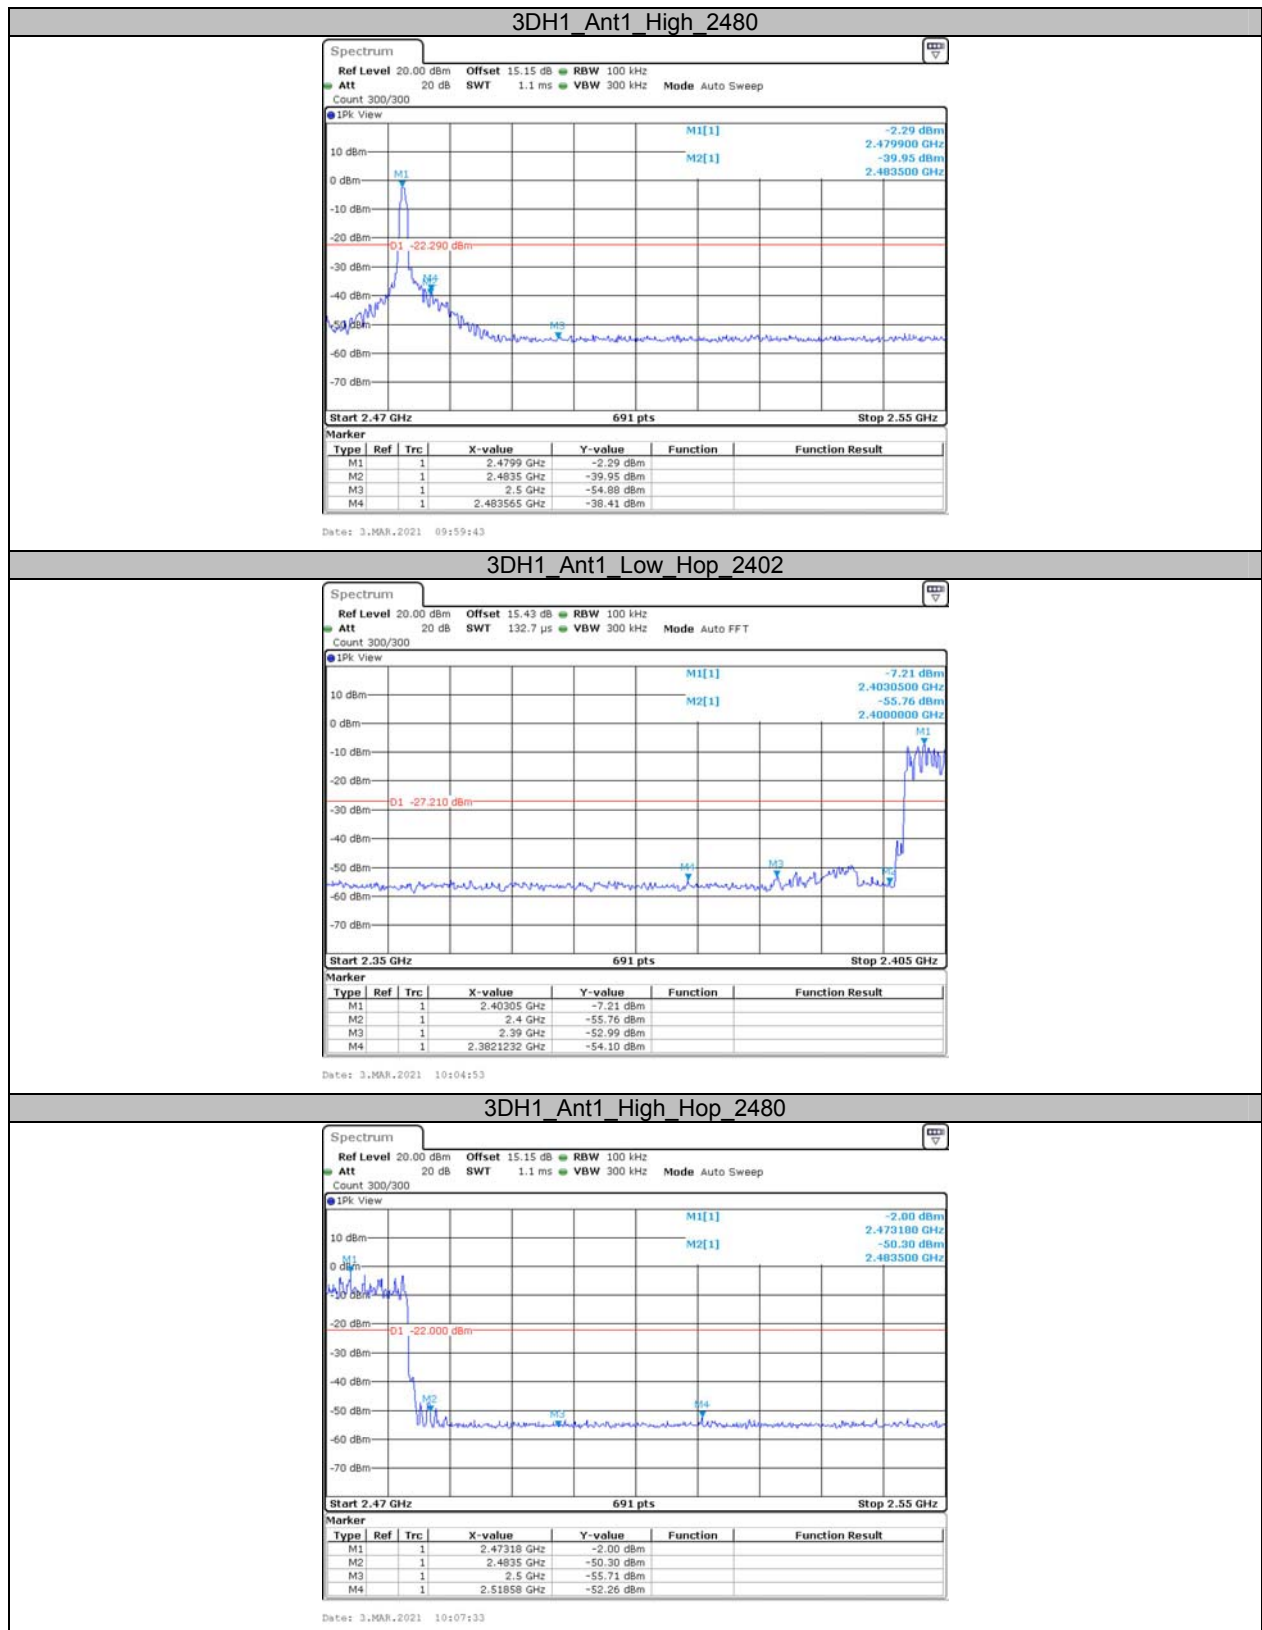 3DH1_Ant1_High_2480
Spectrum
Ref Level 20.00 dBm Offset 15.15 dB RBW 100 kHz
Att 20 dB SWT 1.1 ms VBW 300 kHz Mode Auto Sweep
Count 300/300
1Pk View
M1[1] -2.29 dBm
2.479900 GHz
M2[1] -39.95 dBm
2.483500 GHz
10 dBm
M1
0 dBm
-10 dBm
-20 dBm
D1 -22.290 dBm
-30 dBm
M4
-40 dBm
-50 dBm
M3
-60 dBm
-70 dBm
Start 2.47 GHz 691 pts Stop 2.55 GHz
Marker
Type Ref Trc X-value Y-value Function Function Result
M1 1 2.4799 GHz -2.29 dBm
M2 1 2.4835 GHz -39.95 dBm
M3 1 2.5 GHz -54.88 dBm
M4 1 2.483565 GHz -38.41 dBm
Date: 3.MAR.2021 09:59:43
3DH1_Ant1_Low_Hop_2402
Spectrum
Ref Level 20.00 dBm Offset 15.43 dB RBW 100 kHz
Att 20 dB SWT 132.7 µs VBW 300 kHz Mode Auto FFT
Count 300/300
1Pk View
M1[1] -7.21 dBm
2.4030500 GHz
M2[1] -55.76 dBm
2.4000000 GHz
10 dBm
0 dBm
M1
-10 dBm
-20 dBm
D1 -27.210 dBm
-30 dBm
-40 dBm
-50 dBm
M4 M3 M2
-60 dBm
-70 dBm
Start 2.35 GHz 691 pts Stop 2.405 GHz
Marker
Type Ref Trc X-value Y-value Function Function Result
M1 1 2.40305 GHz -7.21 dBm
M2 1 2.4 GHz -55.76 dBm
M3 1 2.39 GHz -52.99 dBm
M4 1 2.3821232 GHz -54.10 dBm
Date: 3.MAR.2021 10:04:53
3DH1_Ant1_High_Hop_2480
Spectrum
Ref Level 20.00 dBm Offset 15.15 dB RBW 100 kHz
Att 20 dB SWT 1.1 ms VBW 300 kHz Mode Auto Sweep
Count 300/300
1Pk View
M1[1] -2.00 dBm
2.473180 GHz
M2[1] -50.30 dBm
2.483500 GHz
10 dBm
M1
0 dBm
-10 dBm
-20 dBm
D1 -22.000 dBm
-30 dBm
-40 dBm
M2
-50 dBm
M3 M4
-60 dBm
-70 dBm
Start 2.47 GHz 691 pts Stop 2.55 GHz
Marker
Type Ref Trc X-value Y-value Function Function Result
M1 1 2.47318 GHz -2.00 dBm
M2 1 2.4835 GHz -50.30 dBm
M3 1 2.5 GHz -55.71 dBm
M4 1 2.51858 GHz -52.26 dBm
Date: 3.MAR.2021 10:07:33